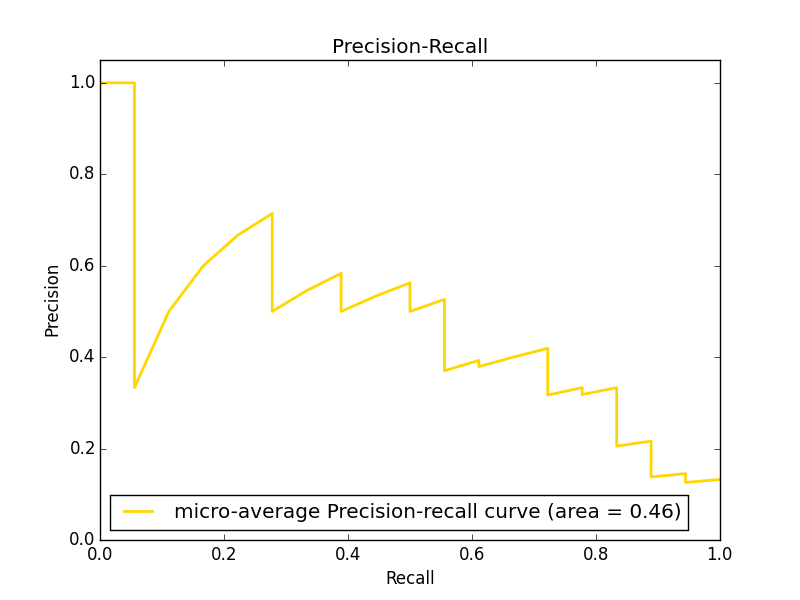 Precision-Recall
1.0
0.8
0.6
0.4
0.2
0.0
Precision
micro-average Precision-recall curve (area = 0.46)
0.0 0.2 0.4 0.6 0.8 1.0
Recall